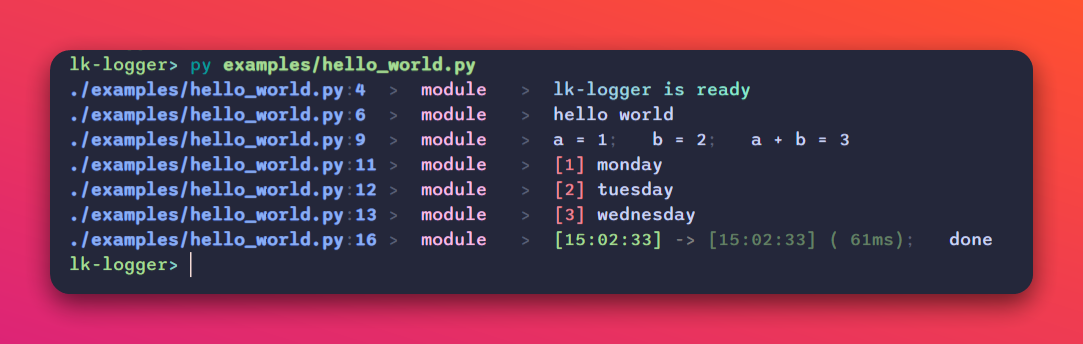 lk-logger> py examples/hello_world.py
./examples/hello_world.py:4 > module > lk-logger is ready
./examples/hello_world.py:6 > module > hello world
./examples/hello_world.py:9 > module > a = 1; b = 2; a + b = 3
./examples/hello_world.py:11 > module > [1] monday
./examples/hello_world.py:12 > module > [2] tuesday
./examples/hello_world.py:13 > module > [3] wednesday
./examples/hello_world.py:16 > module > [15:02:33] -> [15:02:33] ( 61ms); done
lk-logger>